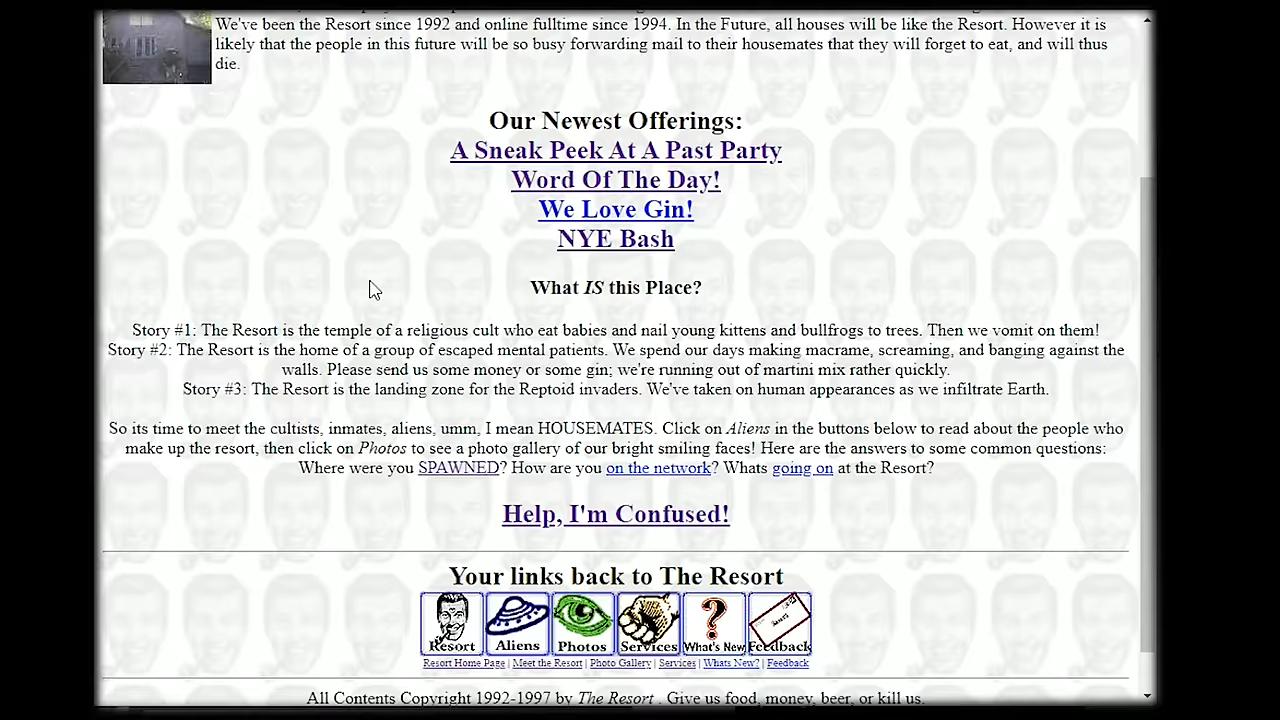 We've been the Resort since 1992 and online fulltime since 1994. In the Future, all houses will be like the Resort. However it is
likely that the people in this future will be so busy forwarding mail to their housemates that they will forget to eat, and will thus
die.
Our Newest Offerings:
A Sneak Peek At A Past Party
Word Of The Day!
We Love Gin!
NYE Bash
What IS this Place?
Story #1: The Resort is the temple of a religious cult who eat babies and nail young kittens and bullfrogs to trees. Then we vomit on them!
Story #2: The Resort is the home of a group of escaped mental patients. We spend our days making macrame, screaming, and banging against the
walls. Please send us some money or some gin; we're running out of martini mix rather quickly.
Story #3: The Resort is the landing zone for the Reptoid invaders. We've taken on human appearances as we infiltrate Earth.
So its time to meet the cultists, inmates, aliens, umm, I mean HOUSEMATES. Click on Aliens in the buttons below to read about the people who
make up the resort, then click on Photos to see a photo gallery of our bright smiling faces! Here are the answers to some common questions:
Where were you SPAWNED? How are you on the network? Whats going on at the Resort?
Help, I'm Confused!
Your links back to The Resort
Resort Aliens Photos Services What's New Feedback
Resort Home Page | Meet the Resort | Photo Gallery | Services | Whats New? | Feedback
All Contents Copyright 1992-1997 by The Resort . Give us food, money, beer, or kill us.